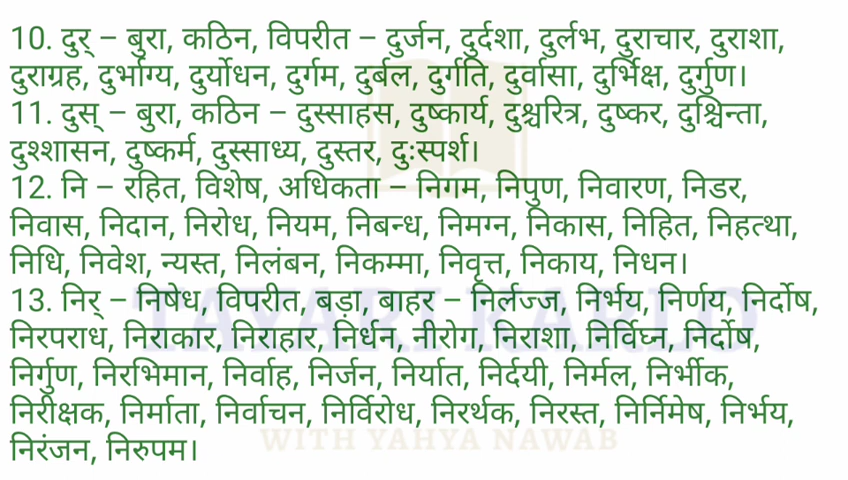 10. दुर् – बुरा, कठिन, विपरीत – दुर्जन, दुर्दशा, दुर्लभ, दुराचार, दुराशा,
दुराग्रह, दुर्भाग्य, दुर्योधन, दुर्गम, दुर्बल, दुर्गति, दुर्वासा, दुर्भिक्ष, दुर्गुण।
11. दुस् – बुरा, कठिन – दुस्साहस, दुष्कार्य, दुश्चरित्र, दुष्कर, दुश्चिन्ता,
दुश्शासन, दुष्कर्म, दुस्साध्य, दुस्तर, दुःस्पर्श।
12. नि – रहित, विशेष, अधिकता – निगम, निपुण, निवारण, निडर,
निवास, निदान, निरोध, नियम, निबन्ध, निमग्न, निकास, निहित, निहत्था,
निधि, निवेश, न्यस्त, निलंबन, निकम्मा, निवृत्त, निकाय, निधन।
13. निर् – निषेध, विपरीत, बड़ा, बाहर – निर्लज्ज, निर्भय, निर्णय, निर्दोष,
निरपराध, निराकार, निराहार, निर्धन, नीरोग, निराशा, निर्विघ्न, निर्दोष,
निर्गुण, निरभिमान, निर्वाह, निर्जन, निर्यात, निर्दयी, निर्मल, निर्भीक,
निरीक्षक, निर्माता, निर्वाचन, निर्विरोध, निरर्थक, निरस्त, निर्निमेष, निर्भय,
निरंजन, निरुपम।
TAYARI KARLO
WITH YAHYA NAWAB